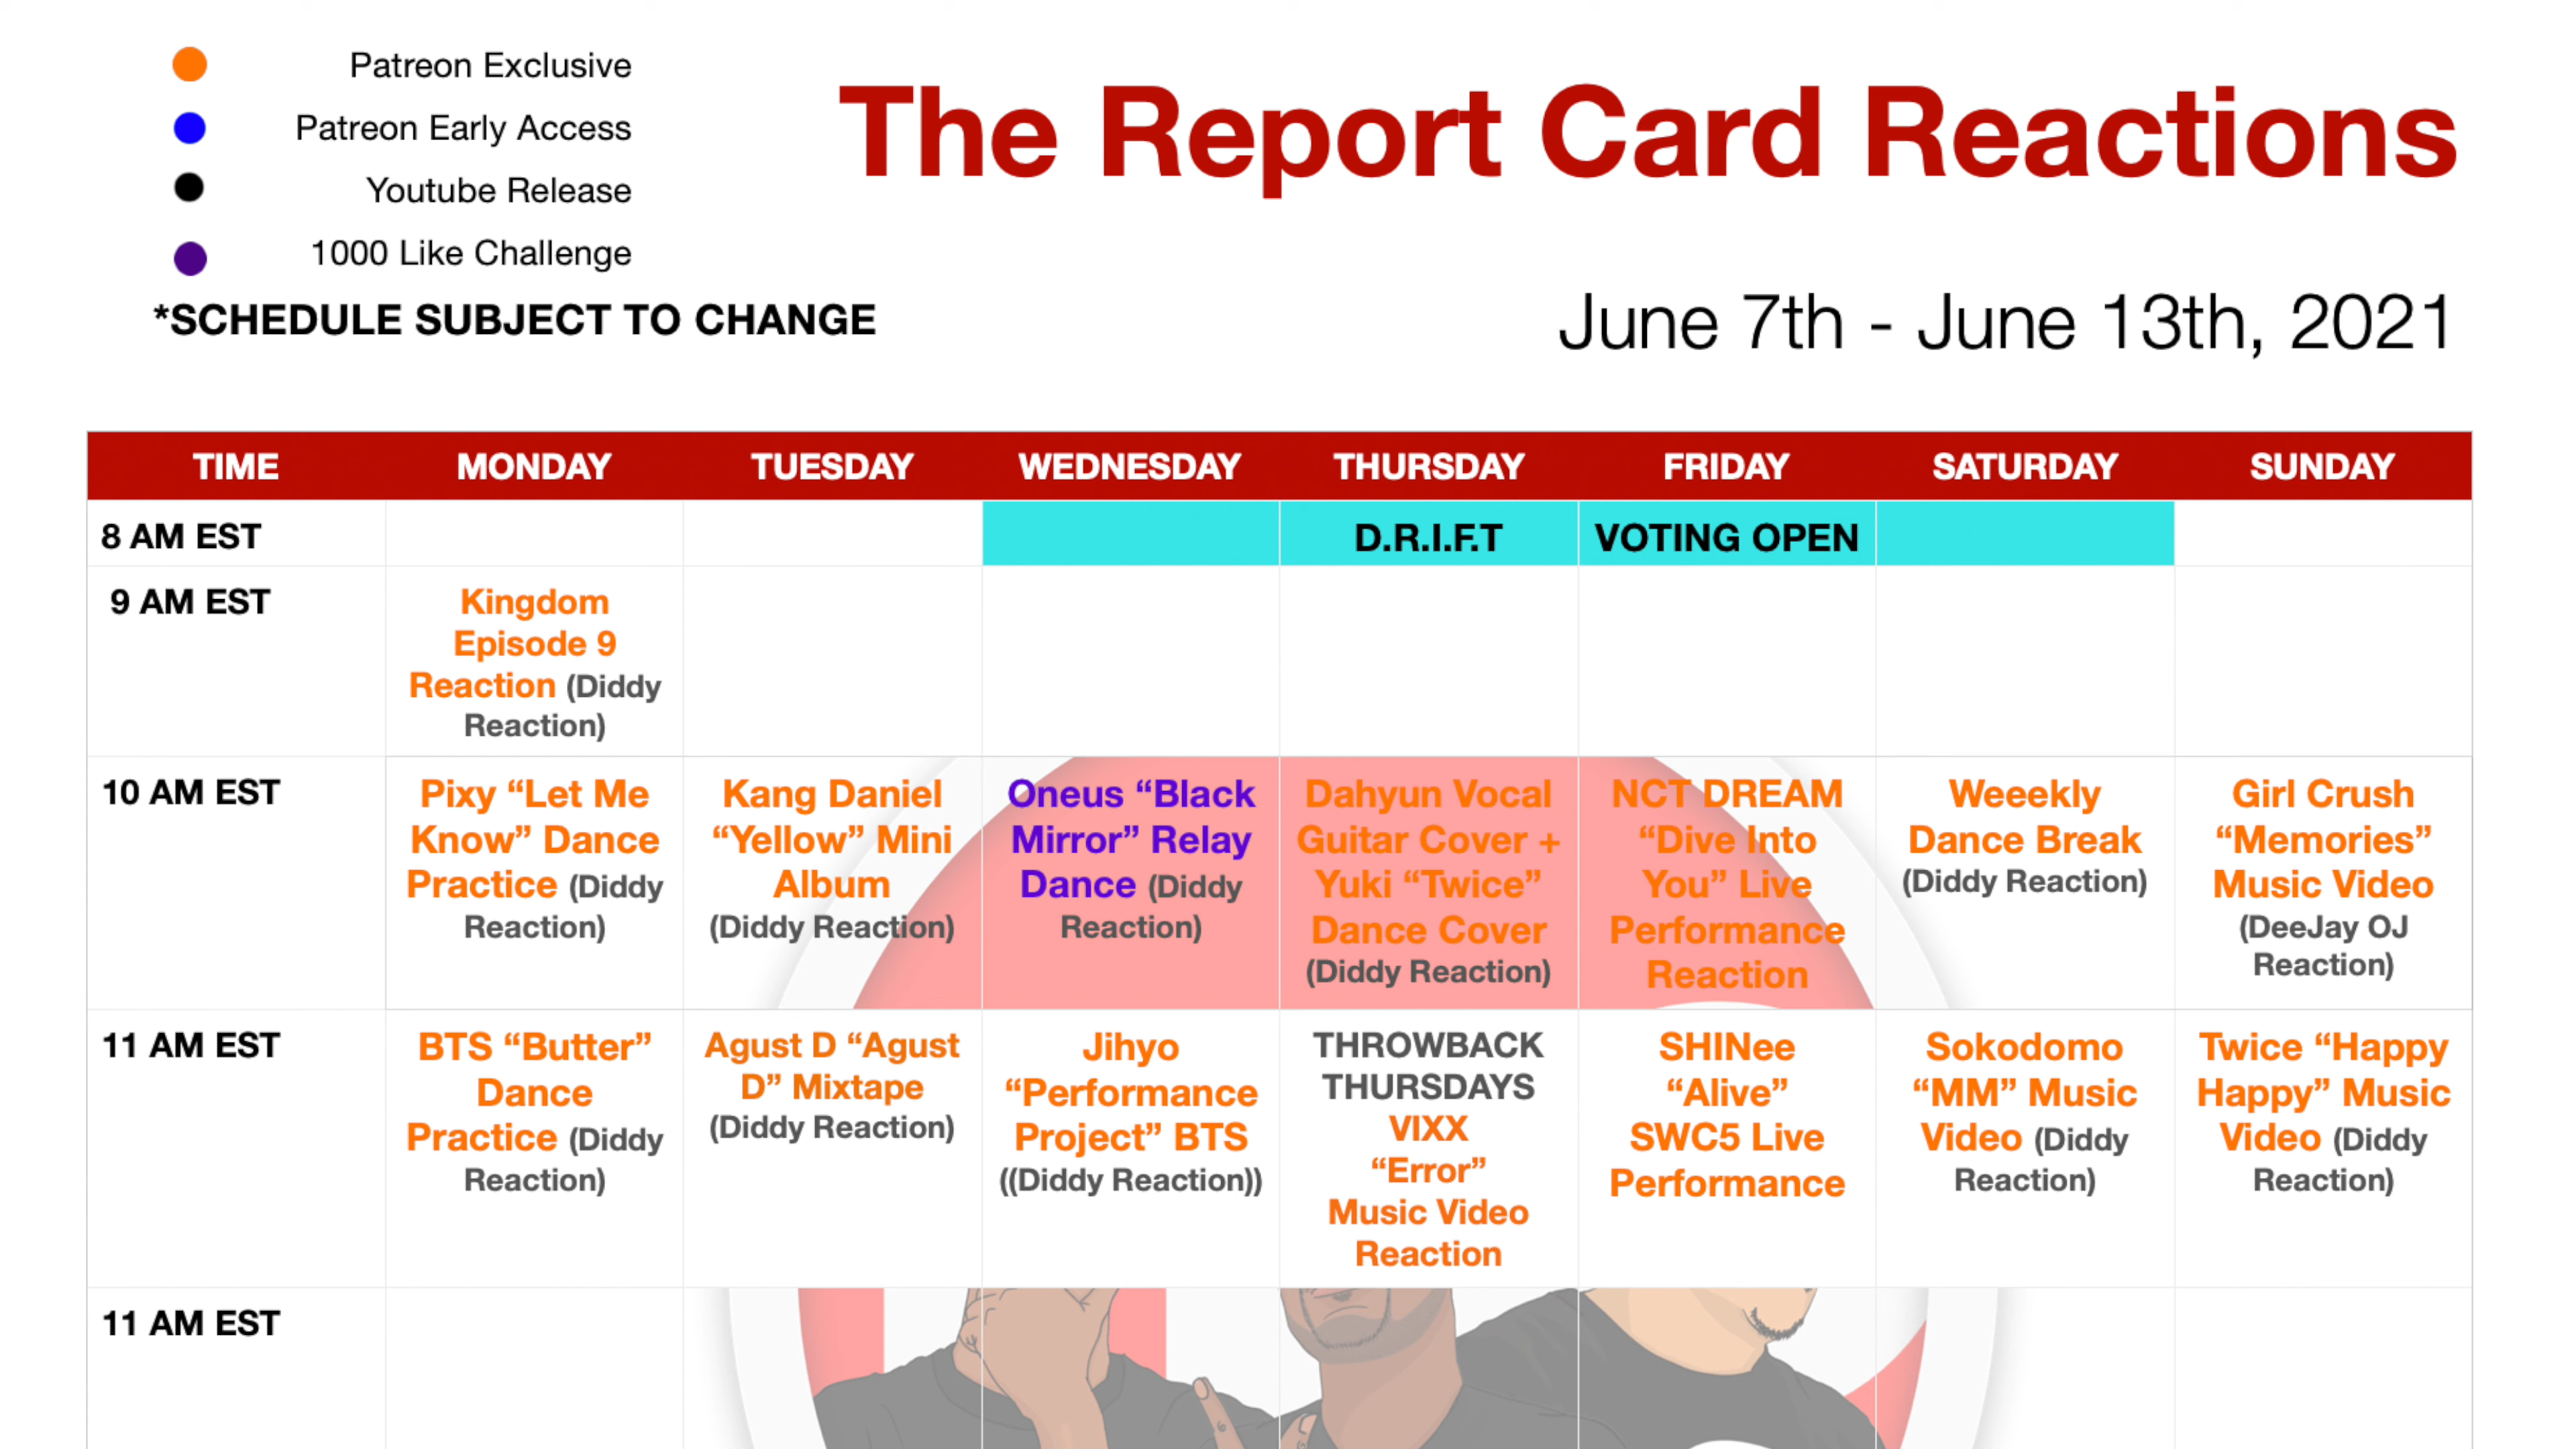 Patreon Exclusive
Patreon Early Access
Youtube Release
1000 Like Challenge
*SCHEDULE SUBJECT TO CHANGE
The Report Card Reactions
June 7th - June 13th, 2021
TIME MONDAY TUESDAY WEDNESDAY THURSDAY FRIDAY SATURDAY SUNDAY
8 AM EST
D.R.I.F.T
VOTING OPEN
9 AM EST
Kingdom
Episode 9
Reaction (Diddy
Reaction)
10 AM EST
Pixy “Let Me
Know” Dance
Practice (Diddy
Reaction)
Kang Daniel
“Yellow” Mini
Album
(Diddy Reaction)
Oneus “Black
Mirror” Relay
Dance (Diddy
Reaction)
Dahyun Vocal
Guitar Cover +
Yuki “Twice”
Dance Cover
(Diddy Reaction)
NCT DREAM
“Dive Into
You” Live
Performance
Reaction
Weeekly
Dance Break
(Diddy Reaction)
Girl Crush
“Memories”
Music Video
(DeeJay OJ
Reaction)
11 AM EST
BTS “Butter”
Dance
Practice (Diddy
Reaction)
Agust D “Agust
D” Mixtape
(Diddy Reaction)
Jihyo
“Performance
Project” BTS
((Diddy Reaction))
THROWBACK
THURSDAYS
VIXX
“Error”
Music Video
Reaction
SHINee
“Alive”
SWC5 Live
Performance
Sokodomo
“MM” Music
Video (Diddy
Reaction)
Twice “Happy
Happy” Music
Video (Diddy
Reaction)
11 AM EST